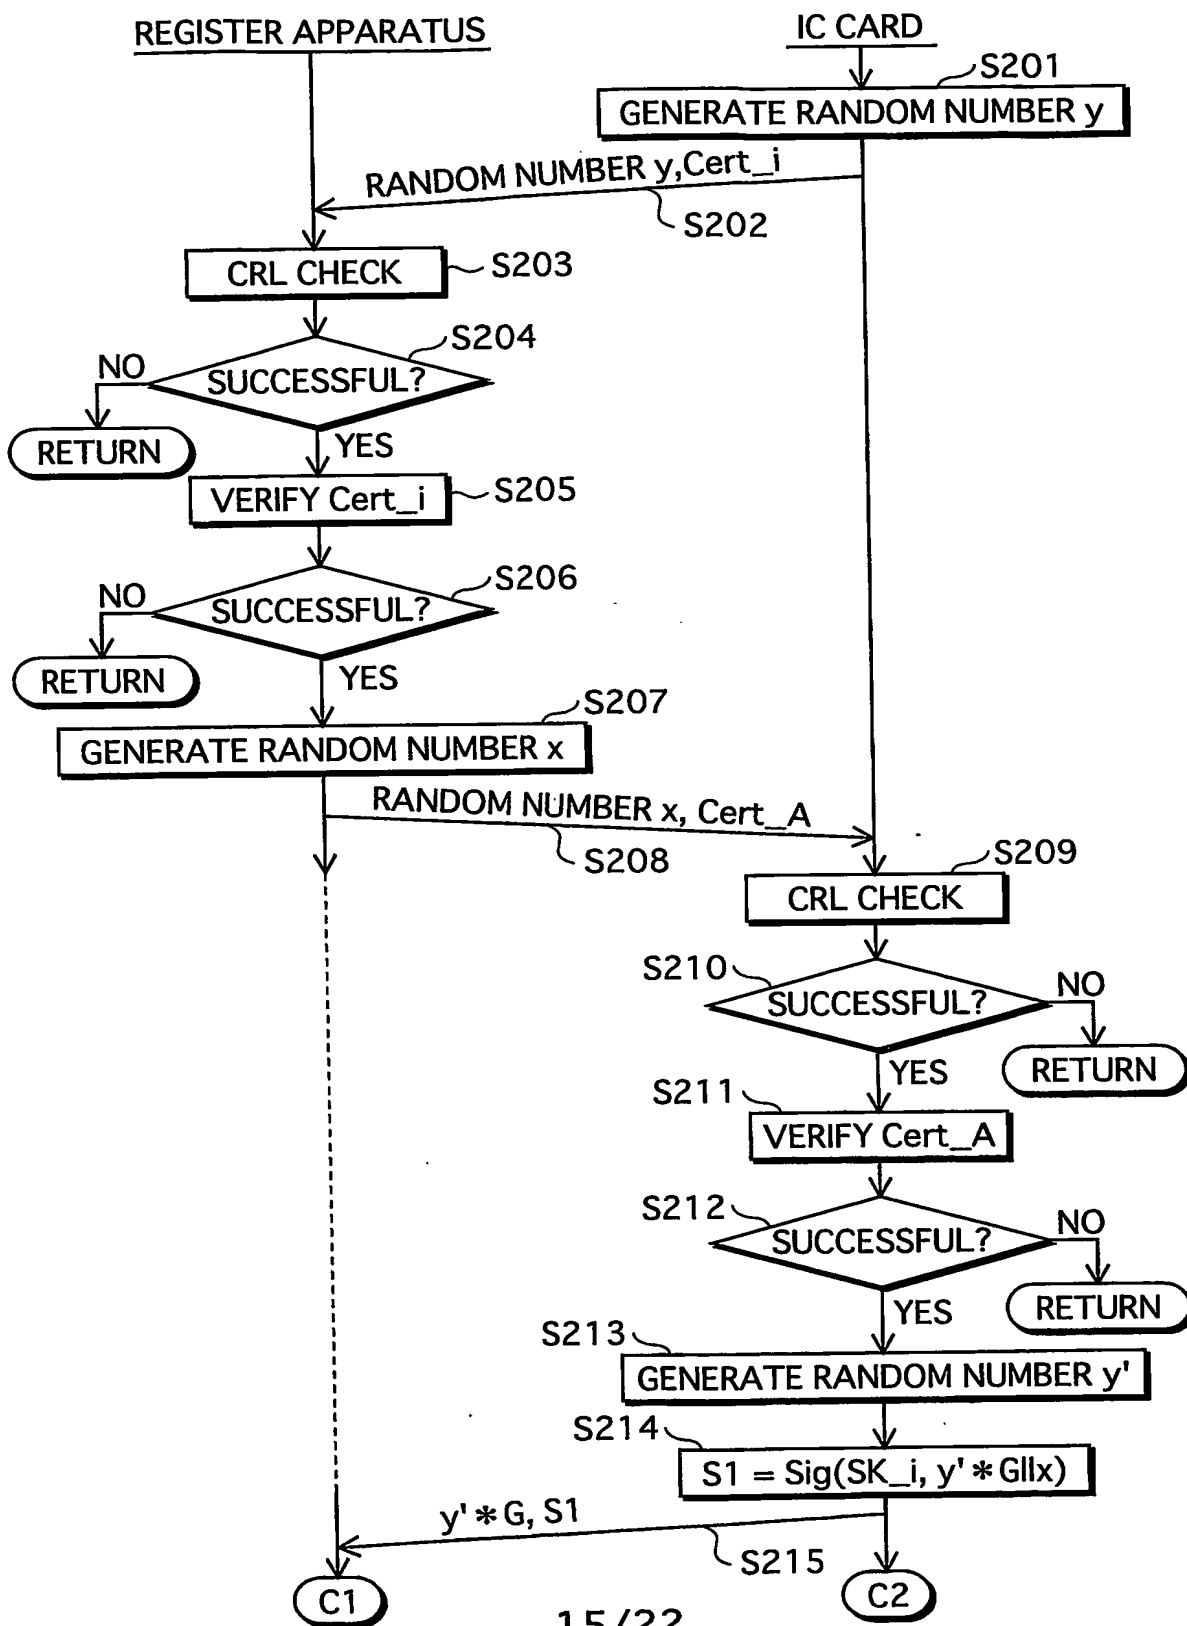 REGISTER APPARATUS
IC CARD
S201
GENERATE RANDOM NUMBER y
RANDOM NUMBER y,Cert_i
S202
CRL CHECK
S203
S204
NO
SUCCESSFUL?
RETURN
YES
VERIFY Cert_i
S205
S206
NO
SUCCESSFUL?
RETURN
YES
S207
GENERATE RANDOM NUMBER x
RANDOM NUMBER x, Cert_A
S208
S209
CRL CHECK
S210
SUCCESSFUL?
NO
RETURN
YES
S211
VERIFY Cert_A
S212
SUCCESSFUL?
NO
RETURN
YES
S213
GENERATE RANDOM NUMBER y'
S214
S1 = Sig(SK_i, y'*G||x)
y'*G, S1
S215
C1
C2
15/22